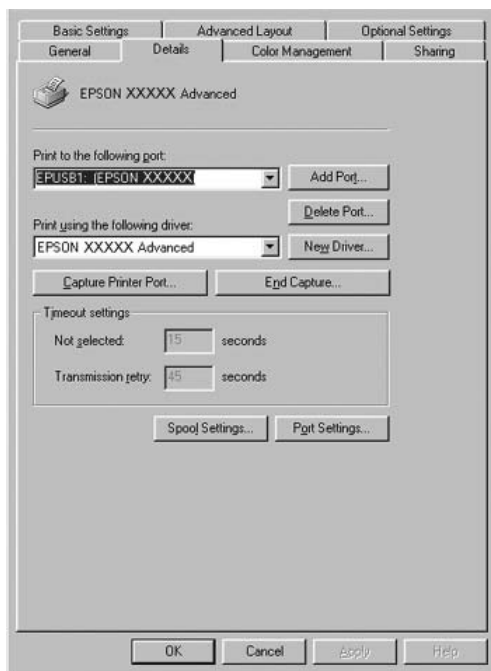 Basic Settings Advanced Layout Optional Settings
General Details Color Management Sharing
EPSON XXXXX Advanced
Print to the following port:
EPUSB1: (EPSON XXXXX Add Port...
Delete Port...
Print using the following driver:
EPSON XXXXX Advanced New Driver...
Capture Printer Port... End Capture...
Timeout settings
Not selected: 15 seconds
Transmission retry: 45 seconds
Spool Settings... Port Settings...
OK Cancel Apply Help